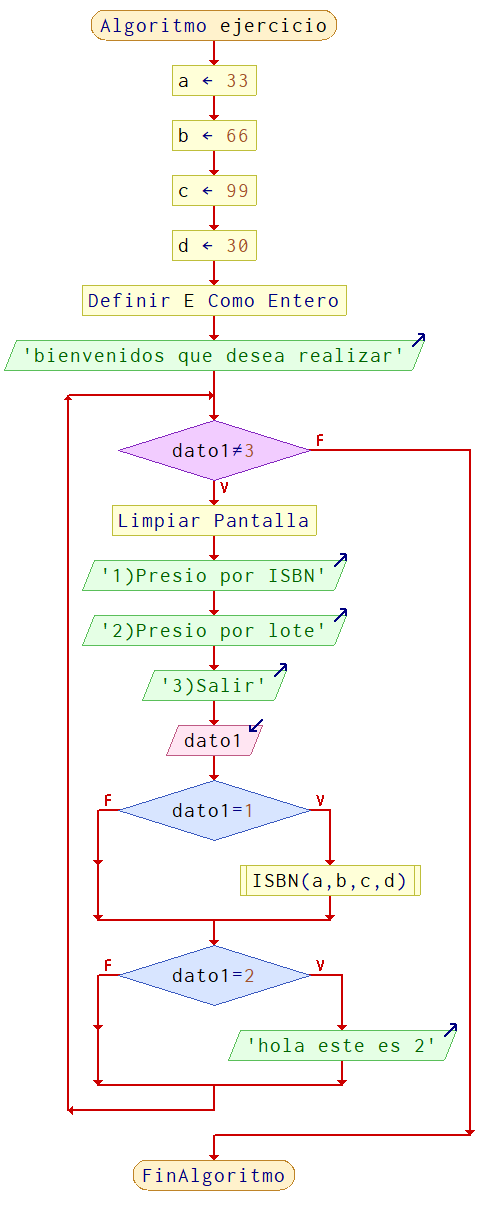 Algoritmo ejercicio
a ← 33
b ← 66
c ← 99
d ← 30
Definir E Como Entero
'bienvenidos que desea realizar'
dato1≠3
F
V
Limpiar Pantalla
'1)Presio por ISBN'
'2)Presio por lote'
'3)Salir'
dato1
F
V
dato1=1
ISBN(a,b,c,d)
F
V
dato1=2
'hola este es 2'
FinAlgoritmo